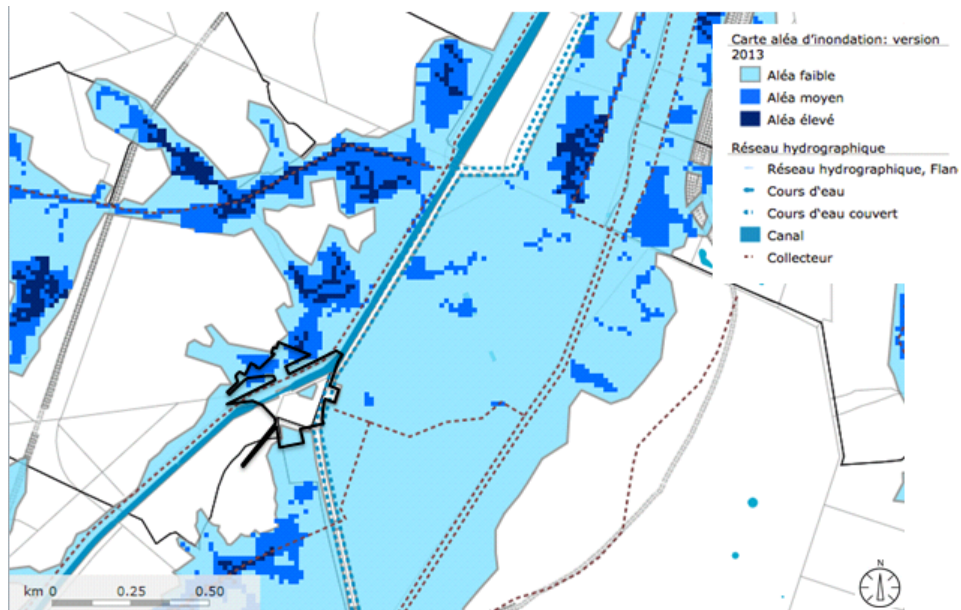 Carte aléa d'inondation: version
2013
Aléa faible
Aléa moyen
Aléa élevé
Réseau hydrographique
Réseau hydrographique, Flan
Cours d'eau
Cours d'eau couvert
Canal
Collecteur
km 0 0.25 0.50
N